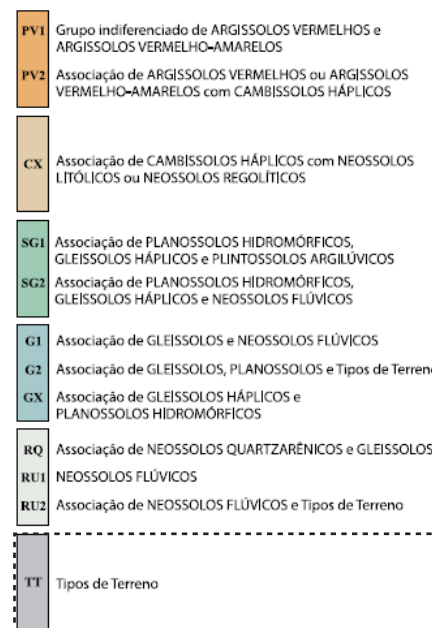 PV1 Grupo indiferenciado de ARGISSOLOS VERMELHOS e
ARGISSOLOS VERMELHO-AMARELOS
PV2 Associação de ARGISSOLOS VERMELHOS ou ARGISSOLOS
VERMELHO-AMARELOS com CAMBISSOLOS HÁPLICOS
CX Associação de CAMBISSOLOS HÁPLICOS com NEOSSOLOS
LITÓLICOS ou NEOSSOLOS REGOLÍTICOS
SG1 Associação de PLANOSSOLOS HIDROMÓRFICOS,
GLEISSOLOS HÁPLICOS e PLINTOSSOLOS ARGILÚVICOS
SG2 Associação de PLANOSSOLOS HIDROMÓRFICOS,
GLEISSOLOS HÁPLICOS e NEOSSOLOS FLÚVICOS
G1 Associação de GLEISSOLOS e NEOSSOLOS FLÚVICOS
G2 Associação de GLEISSOLOS, PLANOSSOLOS e Tipos de Terreno
GX Associação de GLEISSOLOS HÁPLICOS e
PLANOSSOLOS HIDROMÓRFICOS
RQ Associação de NEOSSOLOS QUARTZARÊNICOS e GLEISSOLOS
RU1 NEOSSOLOS FLÚVICOS
RU2 Associação de NEOSSOLOS FLÚVICOS e Tipos de Terreno
TT Tipos de Terreno